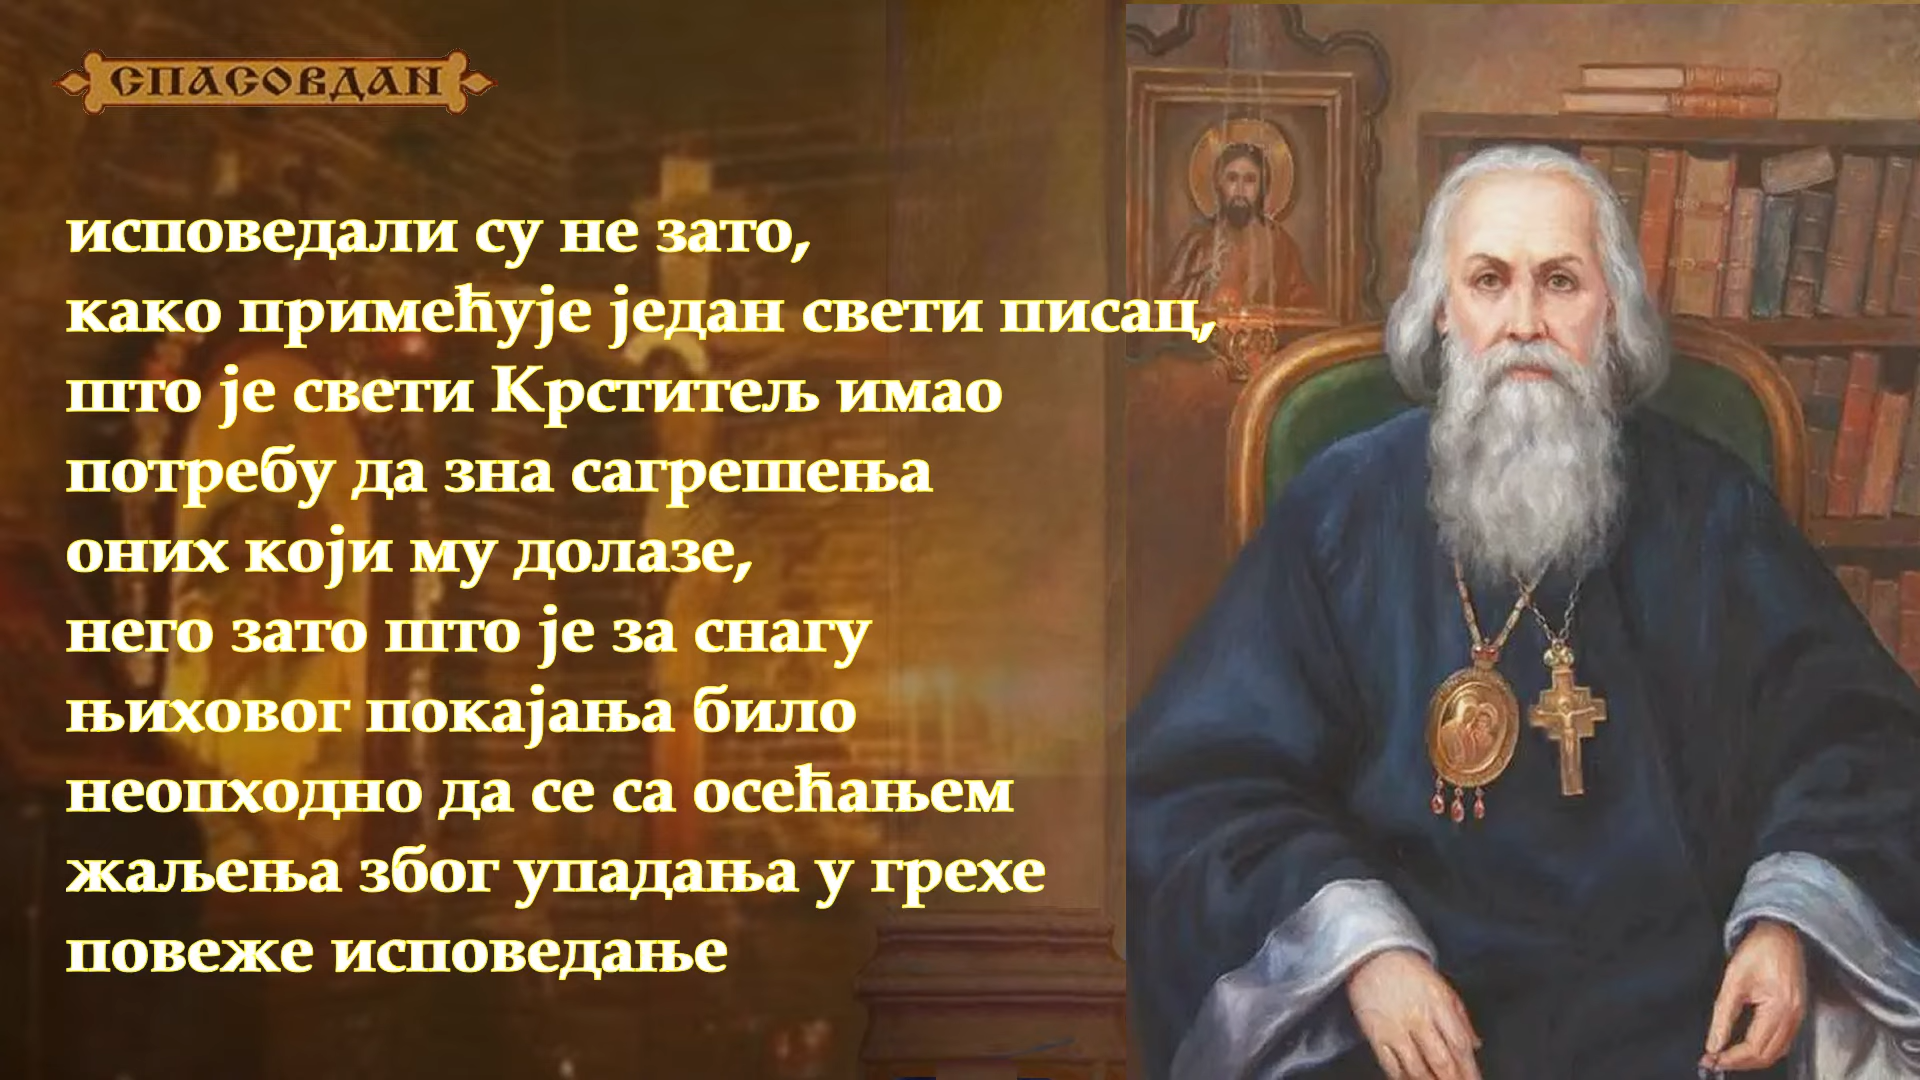 СПАСОВДАН
исповедали су не зато,
како примећује један свети писац,
што је свети Крститељ имао
потребу да зна сагрешења
оних који му долазе,
него зато што је за снагу
њиховог покајања било
неопходно да се са осећањем
жаљења због упадања у грехе
повеже исповедање